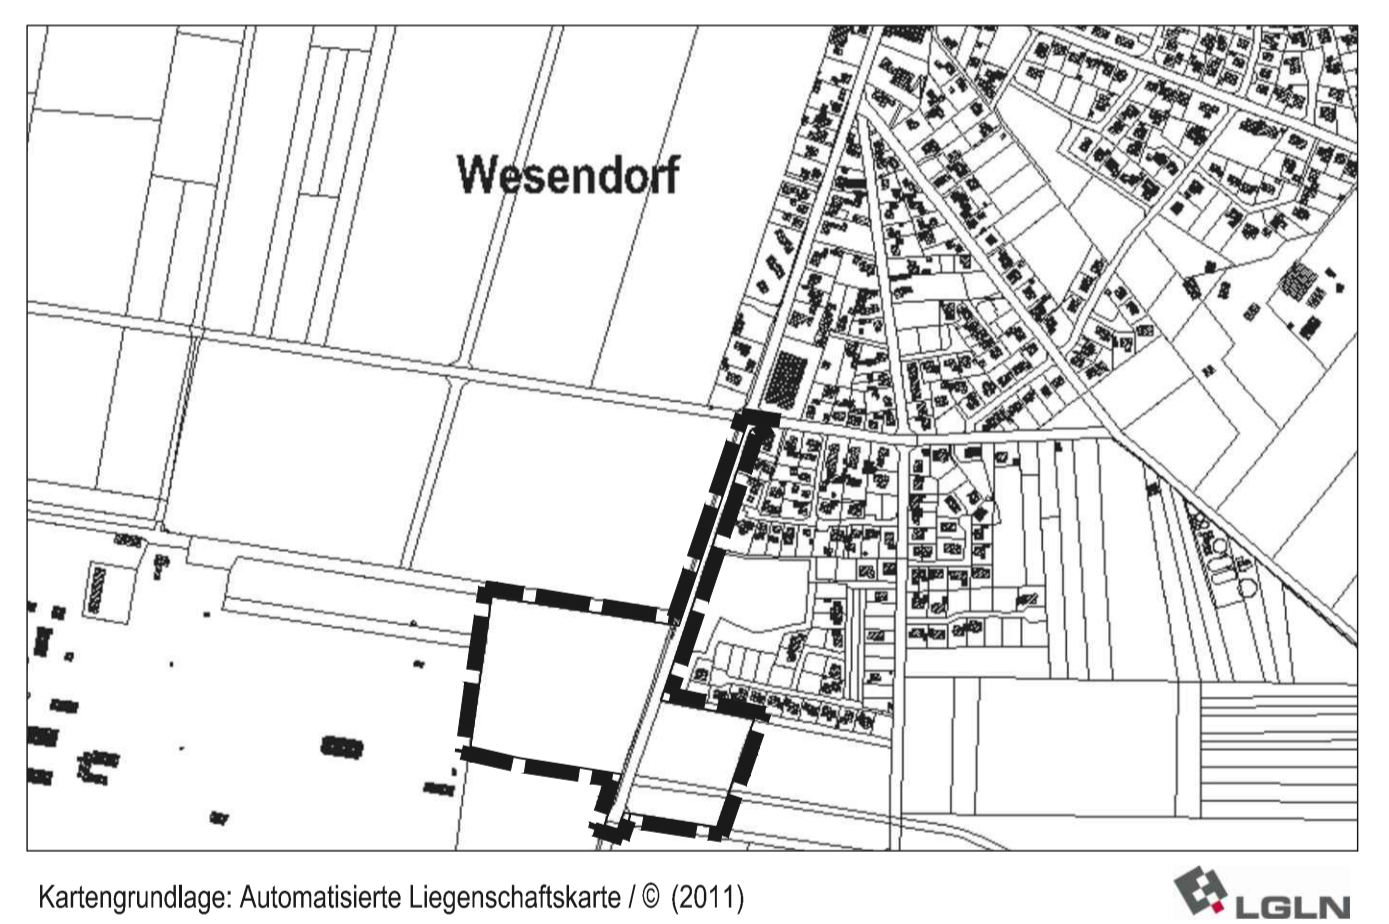 Wesendorf
Kartengrundlage: Automatisierte Liegenschaftskarte / © (2011)
LGLN